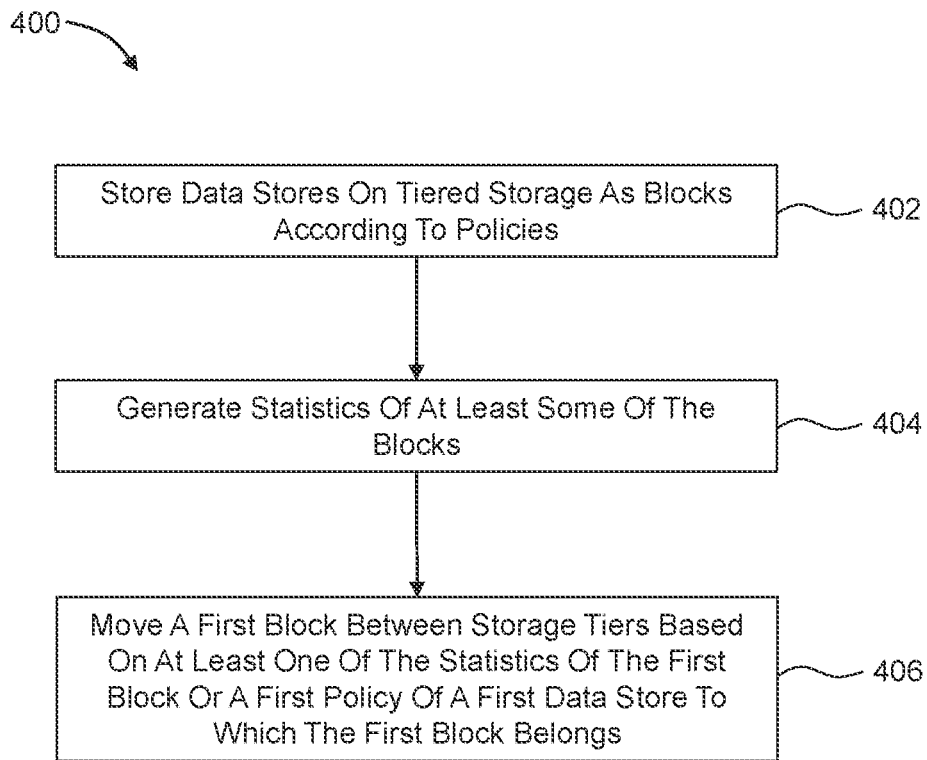 400
Store Data Stores On Tiered Storage As Blocks
According To Policies
402
Generate Statistics Of At Least Some Of The
Blocks
404
Move A First Block Between Storage Tiers Based
On At Least One Of The Statistics Of The First
Block Or A First Policy Of A First Data Store To
Which The First Block Belongs
406